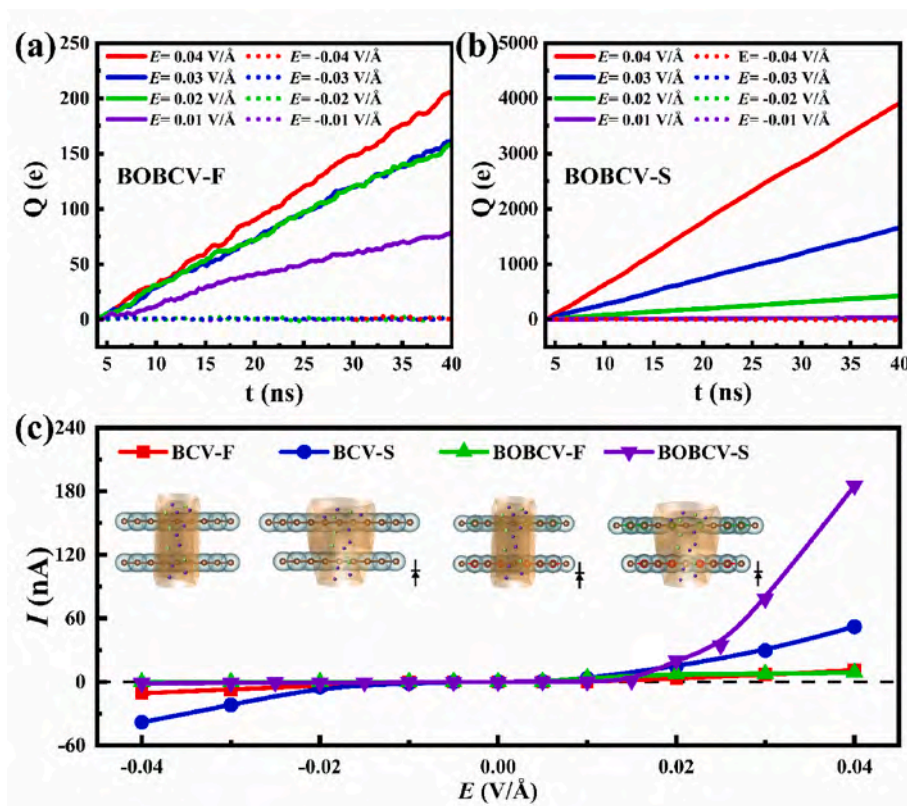 (a)
250
200
150
100
50
0
Q (e)
E= 0.04 V/Å
E= -0.04 V/Å
E= 0.03 V/Å
E= -0.03 V/Å
E= 0.02 V/Å
E= -0.02 V/Å
E= 0.01 V/Å
E= -0.01 V/Å
BOBCV-F
5 10 15 20 25 30 35 40
t (ns)
(b)
5000
4000
3000
2000
1000
0
Q (e)
E= 0.04 V/Å
E= -0.04 V/Å
E= 0.03 V/Å
E= -0.03 V/Å
E= 0.02 V/Å
E= -0.02 V/Å
E= 0.01 V/Å
E= -0.01 V/Å
BOBCV-S
5 10 15 20 25 30 35 40
t (ns)
(c)
240
180
120
60
0
-60
I (nA)
BCV-F BCV-S BOBCV-F BOBCV-S
-0.04 -0.02 0.00 0.02 0.04
E (V/Å)